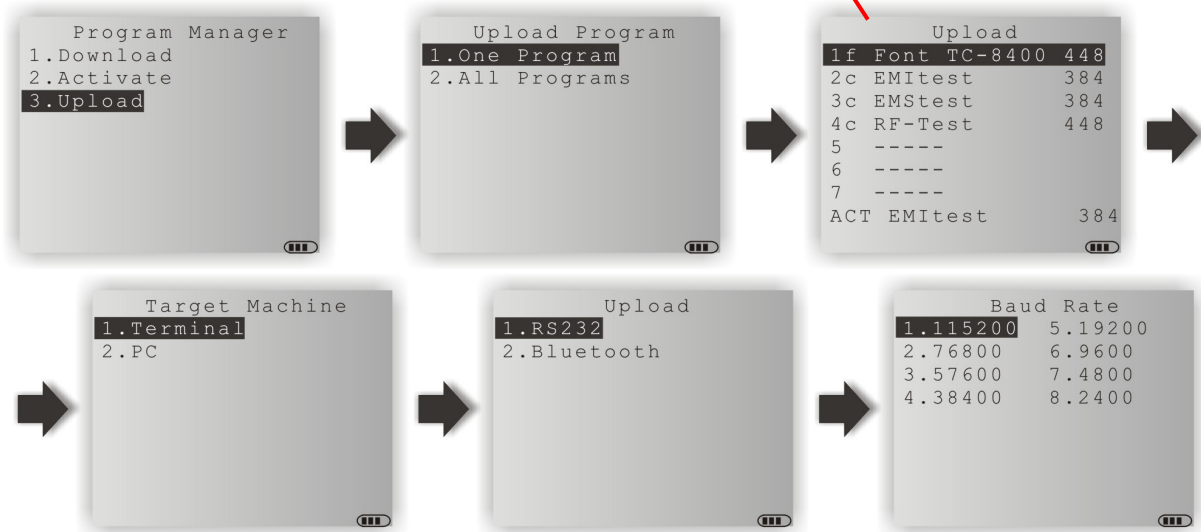 Program Manager
1.Download
2.Activate
3.Upload
Upload Program
1.One Program
2.All Programs
Upload
1f Font TC-8400 448
2c EMItest 384
3c EMStest 384
4c RF-Test 448
5 -----
6 -----
7 -----
ACT EMItest 384
Target Machine
1.Terminal
2.PC
Upload
1.RS232
2.Bluetooth
Baud Rate
1.115200 5.19200
2.76800 6.9600
3.57600 7.4800
4.38400 8.2400